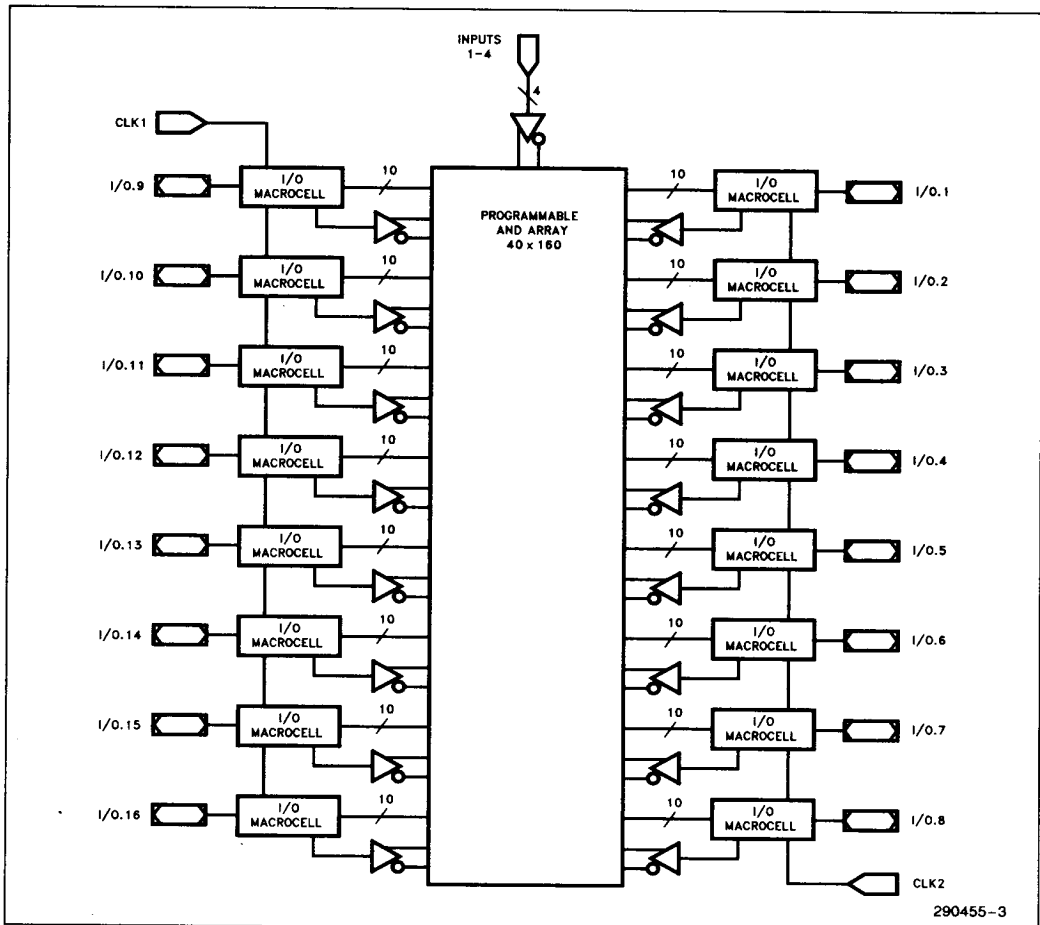 INPUTS
1-4
4
CLK1
I/O.9
I/O
MACROCELL
10
PROGRAMMABLE
AND ARRAY
40 x 160
10
I/O
MACROCELL
I/O.1
I/O.10
I/O
MACROCELL
10
10
I/O
MACROCELL
I/O.2
I/O.11
I/O
MACROCELL
10
10
I/O
MACROCELL
I/O.3
I/O.12
I/O
MACROCELL
10
10
I/O
MACROCELL
I/O.4
I/O.13
I/O
MACROCELL
10
10
I/O
MACROCELL
I/O.5
I/O.14
I/O
MACROCELL
10
10
I/O
MACROCELL
I/O.6
I/O.15
I/O
MACROCELL
10
10
I/O
MACROCELL
I/O.7
I/O.16
I/O
MACROCELL
10
10
I/O
MACROCELL
I/O.8
CLK2
290455-3